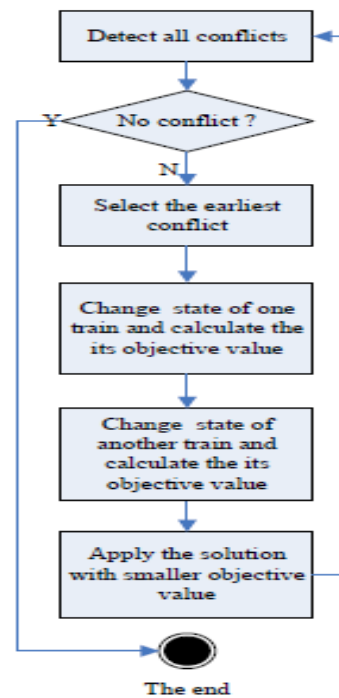 Detect all conflicts
No conflict ?
Y
N
Select the earliest
conflict
Change state of one
train and calculate the
its objective value
Change state of
another train and
calculate the its
objective value
Apply the solution
with smaller objective
value
The end